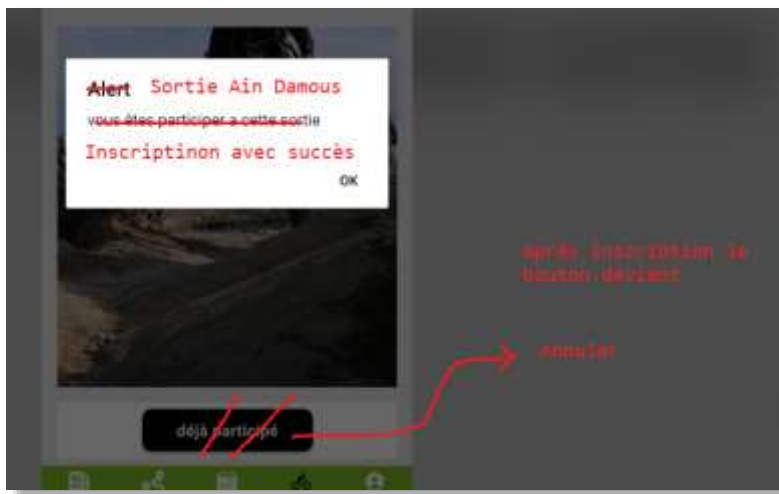 Alert Sortie Ain Damous
vous êtes participer a cette sortie
Inscriptinon avec succès
OK
Après inscription le
bouton devient
Annuler
déjà participé